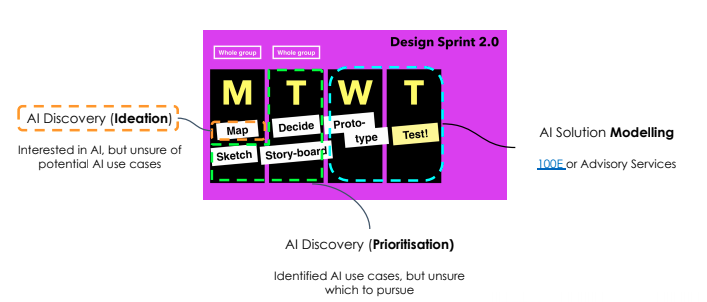 Design Sprint 2.0
Whole group
Whole group
M T W T
Map
Decide
Proto-
type
Test!
Sketch
Story-board
AI Discovery (Ideation)
Interested in AI, but unsure of
potential AI use cases
AI Solution Modelling
100E or Advisory Services
AI Discovery (Prioritisation)
Identified AI use cases, but unsure
which to pursue